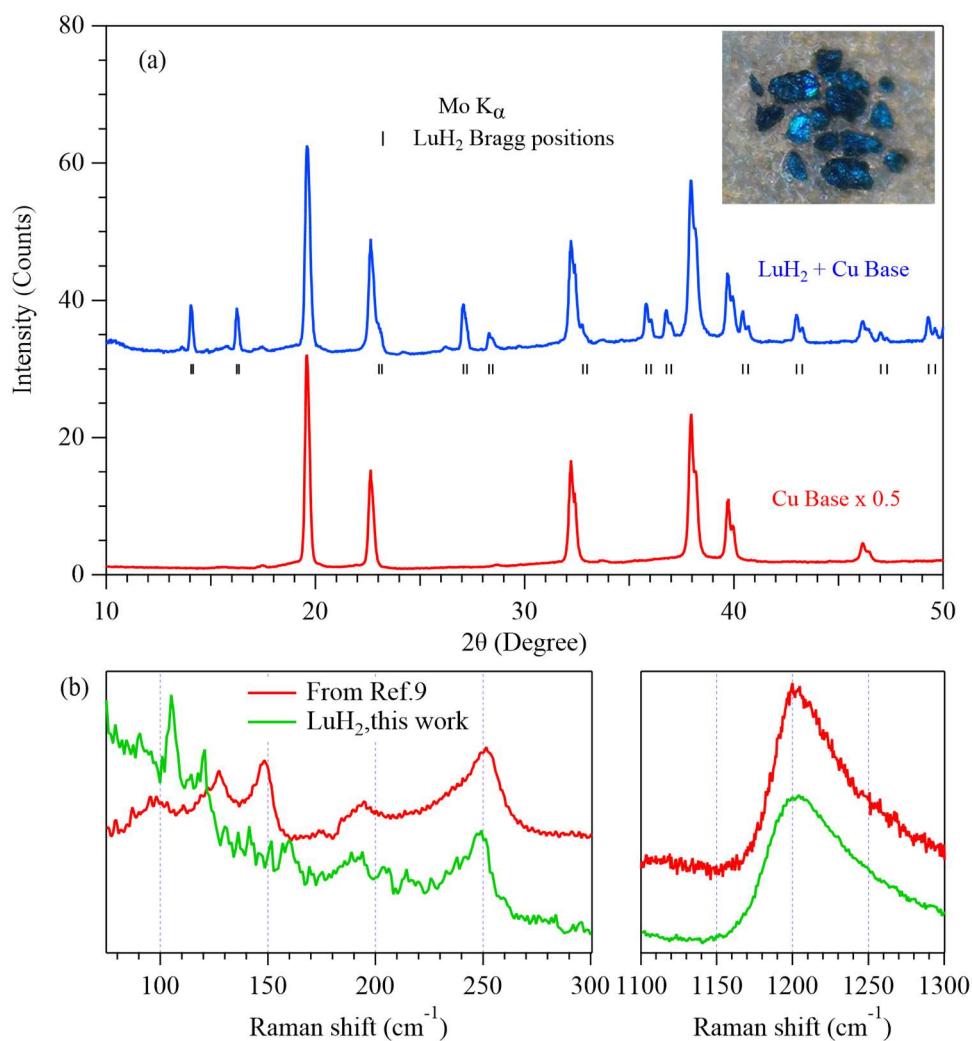 80
(a)
Mo Kα
| LuH₂ Bragg positions
60
LuH₂ + Cu Base
40
Intensity (Counts)
20
Cu Base x 0.5
0
10 20 30 40 50
2θ (Degree)
(b)
From Ref.9
LuH₂,this work
100 150 200 250 300
1100 1150 1200 1250 1300
Raman shift (cm⁻¹)
Raman shift (cm⁻¹)